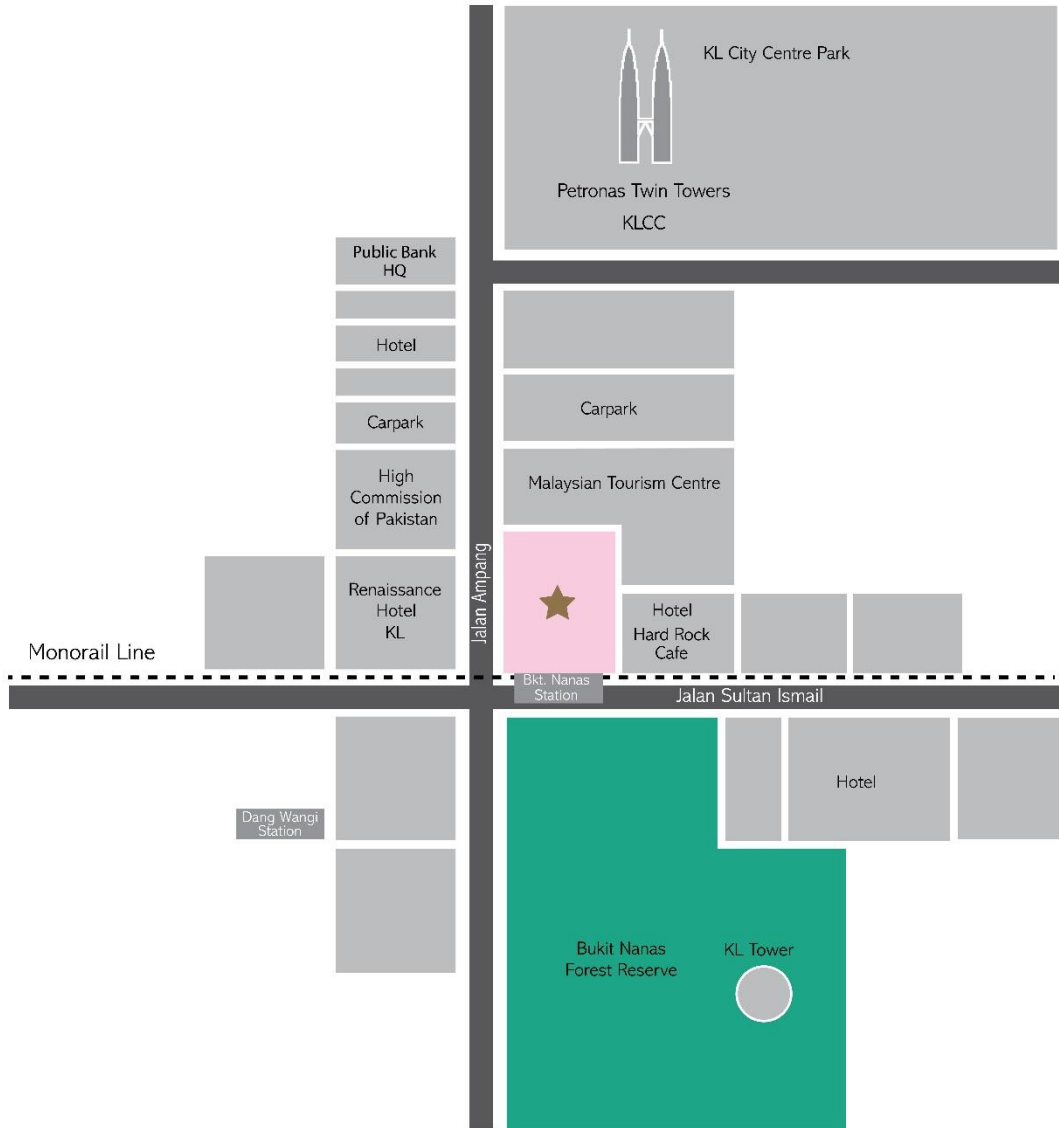 KL City Centre Park
Petronas Twin Towers
KLCC
Public Bank
HQ
Hotel
Carpark
Carpark
High
Commission
of Pakistan
Malaysian Tourism Centre
Jalan Ampang
Renaissance
Hotel
KL
Hotel
Hard Rock
Cafe
Monorail Line
Bkt. Nanas
Station
Jalan Sultan Ismail
Hotel
Dang Wangi
Station
Bukit Nanas
Forest Reserve
KL Tower